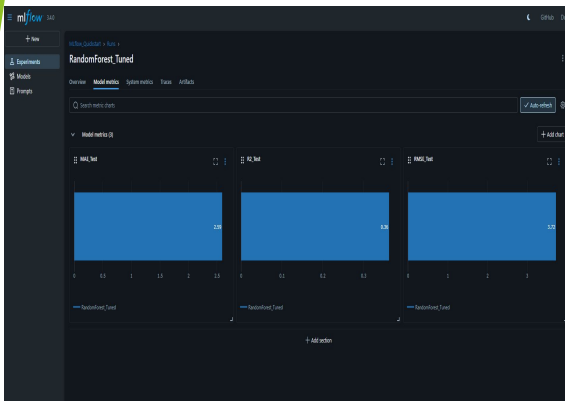 mlflow 3.4.0
GitHub
+ New
mlflow_Quickstart > Runs >
Experiments
RandomForest_Tuned
Models
Overview Model metrics System metrics Traces Artifacts
Prompts
Search metric charts
Auto-refresh
Model metrics (3)
+ Add chart
MAE_Test
R2_Test
RMSE_Test
2.59
0.36
3.73
0 0.5 1 1.5 2 2.5
0 0.1 0.2 0.3
0 1 2 3
RandomForest_Tuned
RandomForest_Tuned
RandomForest_Tuned
+ Add section